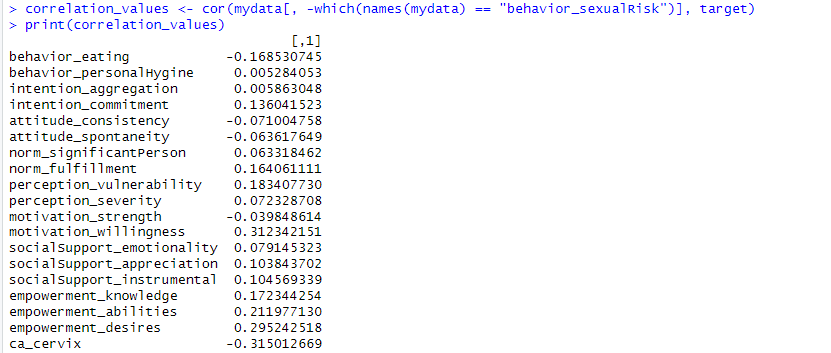 > correlation_values <- cor(mydata[, -which(names(mydata) == "behavior_sexualRisk")], target)
> print(correlation_values)
[,1]
behavior_eating -0.168530745
behavior_personalHygine 0.005284053
intention_aggregation 0.005863048
intention_commitment 0.136041523
attitude_consistency -0.071004758
attitude_spontaneity -0.063617649
norm_significantPerson 0.063318462
norm_fulfillment 0.164061111
perception_vulnerability 0.183407730
perception_severity 0.072328708
motivation_strength -0.039848614
motivation_willingness 0.312342151
socialSupport_emotionality 0.079145323
socialSupport_appreciation 0.103843702
socialSupport_instrumental 0.104569339
empowerment_knowledge 0.172344254
empowerment_abilities 0.211977130
empowerment_desires 0.295242518
ca_cervix -0.315012669